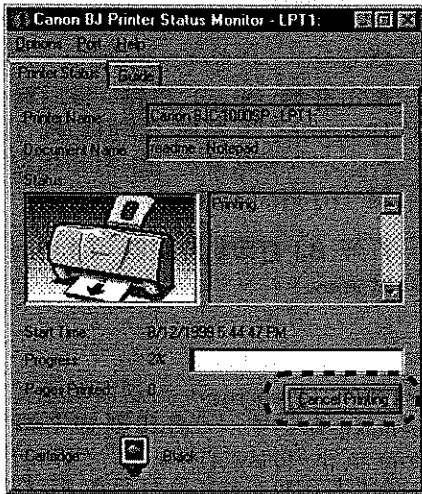 Canon BJ Printer Status Monitor - LPT1:
Options Port Help
Printer Status Guide
Printer Name Canon BJC-1000SP LPT1:
Document Name readme - Notepad
Status
Printing
Start Time 8/12/1999 5:44:47 PM
Progress 2%
Pages Printed 0
Cancel Printing
Cartridge Black